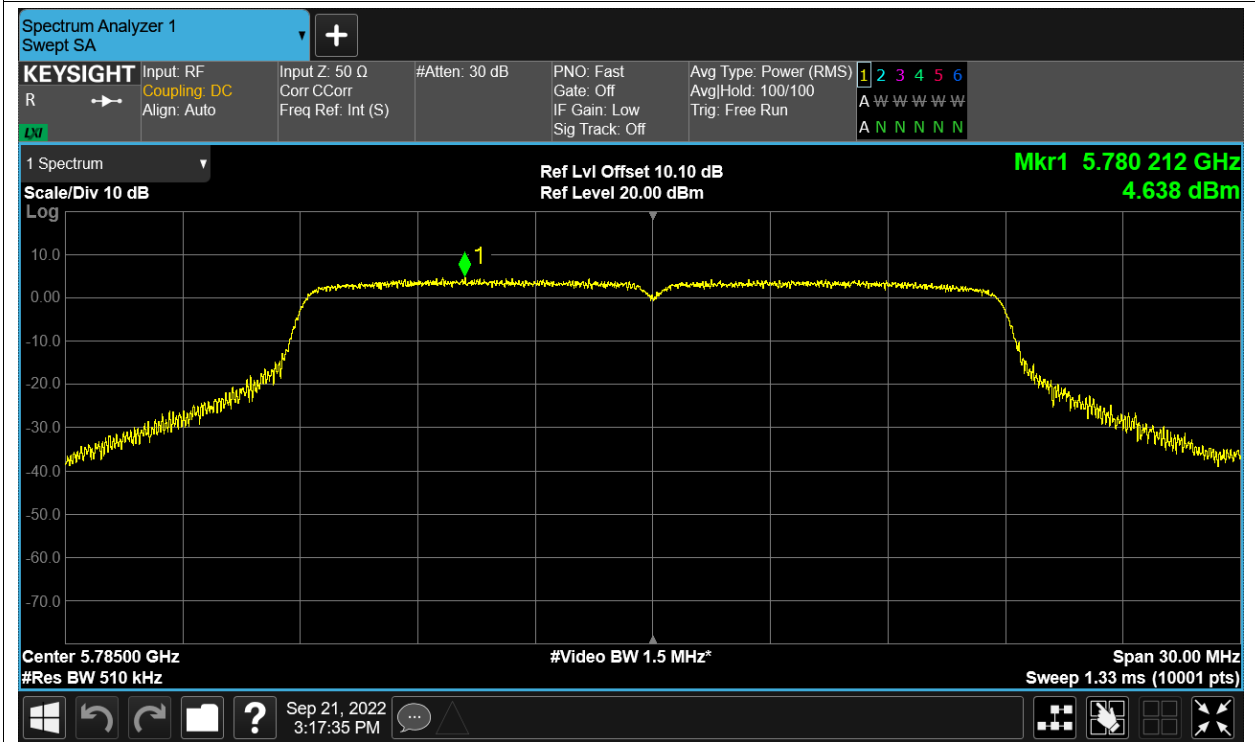 Spectrum Analyzer 1
Swept SA
KEYSIGHT
R
LXI
Input: RF
Coupling: DC
Align: Auto
Input Z: 50 Ω
Corr CCorr
Freq Ref: Int (S)
#Atten: 30 dB
PNO: Fast
Gate: Off
IF Gain: Low
Sig Track: Off
Avg Type: Power (RMS)
Avg|Hold: 100/100
Trig: Free Run
1 2 3 4 5 6
A W W W W W
A N N N N N
1 Spectrum
Scale/Div 10 dB
Ref Lvl Offset 10.10 dB
Ref Level 20.00 dBm
Mkr1 5.780 212 GHz
4.638 dBm
Log
10.0
0.00
-10.0
-20.0
-30.0
-40.0
-50.0
-60.0
-70.0
1
Center 5.78500 GHz
#Res BW 510 kHz
#Video BW 1.5 MHz*
Span 30.00 MHz
Sweep 1.33 ms (10001 pts)
?
Sep 21, 2022
3:17:35 PM